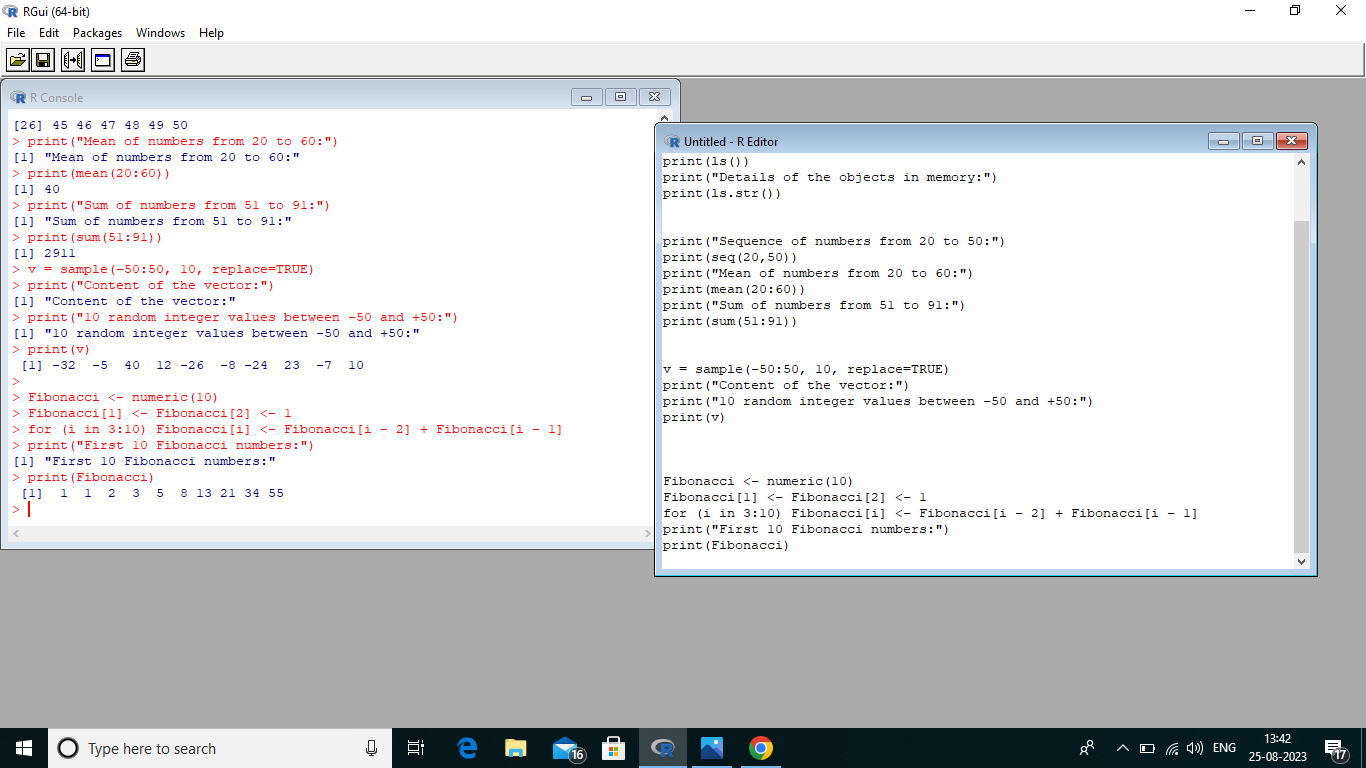 RGui (64-bit)
File Edit Packages Windows Help
R Console
[26] 45 46 47 48 49 50
> print("Mean of numbers from 20 to 60:")
[1] "Mean of numbers from 20 to 60:"
> print(mean(20:60))
[1] 40
> print("Sum of numbers from 51 to 91:")
[1] "Sum of numbers from 51 to 91:"
> print(sum(51:91))
[1] 2911
> v = sample(-50:50, 10, replace=TRUE)
> print("Content of the vector:")
[1] "Content of the vector:"
> print("10 random integer values between -50 and +50:")
[1] "10 random integer values between -50 and +50:"
> print(v)
 [1] -32  -5  40  12 -26  -8 -24  23  -7  10
>
> Fibonacci <- numeric(10)
> Fibonacci[1] <- Fibonacci[2] <- 1
> for (i in 3:10) Fibonacci[i] <- Fibonacci[i - 2] + Fibonacci[i - 1]
> print("First 10 Fibonacci numbers:")
[1] "First 10 Fibonacci numbers:"
> print(Fibonacci)
 [1]  1  1  2  3  5  8 13 21 34 55
>
Untitled - R Editor
print(ls())
print("Details of the objects in memory:")
print(ls.str())
print("Sequence of numbers from 20 to 50:")
print(seq(20,50))
print("Mean of numbers from 20 to 60:")
print(mean(20:60))
print("Sum of numbers from 51 to 91:")
print(sum(51:91))
v = sample(-50:50, 10, replace=TRUE)
print("Content of the vector:")
print("10 random integer values between -50 and +50:")
print(v)
Fibonacci <- numeric(10)
Fibonacci[1] <- Fibonacci[2] <- 1
for (i in 3:10) Fibonacci[i] <- Fibonacci[i - 2] + Fibonacci[i - 1]
print("First 10 Fibonacci numbers:")
print(Fibonacci)
Type here to search
16
ENG
13:42
25-08-2023
17